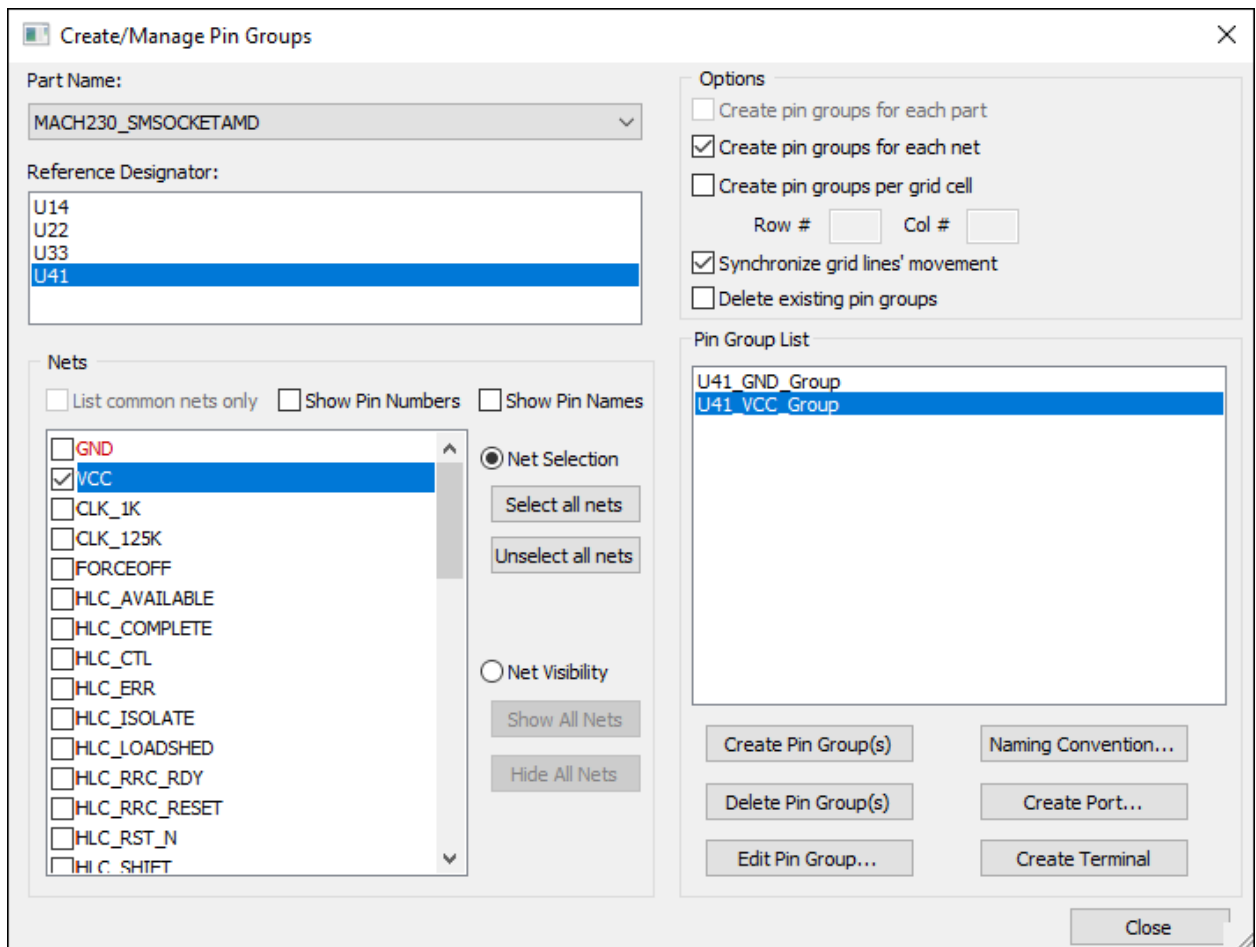 Create/Manage Pin Groups
Part Name:
MACH230_SMSOCKETAMD
Reference Designator:
U14
U22
U33
U41
Nets
List common nets only Show Pin Numbers Show Pin Names
GND
VCC
CLK_1K
CLK_125K
FORCEOFF
HLC_AVAILABLE
HLC_COMPLETE
HLC_CTL
HLC_ERR
HLC_ISOLATE
HLC_LOADSHED
HLC_RRC_RDY
HLC_RRC_RESET
HLC_RST_N
HLC_SHIFT
Net Selection
Select all nets
Unselect all nets
Net Visibility
Show All Nets
Hide All Nets
Options
Create pin groups for each part
Create pin groups for each net
Create pin groups per grid cell
Row # Col #
Synchronize grid lines' movement
Delete existing pin groups
Pin Group List
U41_GND_Group
U41_VCC_Group
Create Pin Group(s) Naming Convention...
Delete Pin Group(s) Create Port...
Edit Pin Group... Create Terminal
Close